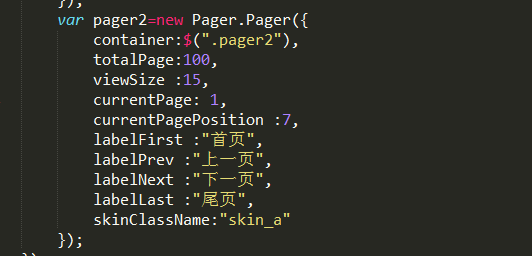 });
var pager2=new Pager.Pager({
container:$(".pager2"),
totalPage:100,
viewSize :15,
currentPage: 1,
currentPagePosition :7,
labelFirst :"首页",
labelPrev :"上一页",
labelNext :"下一页",
labelLast :"尾页",
skinClassName:"skin_a"
});
})